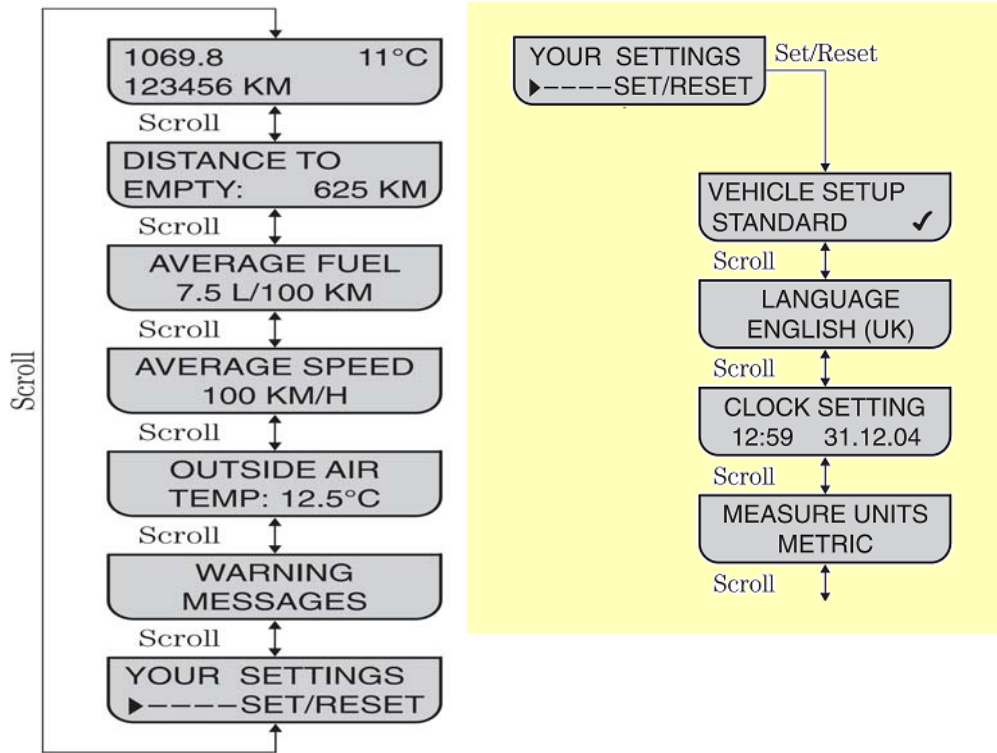 1069.8 11°C
123456 KM
Scroll
DISTANCE TO
EMPTY: 625 KM
Scroll
AVERAGE FUEL
7.5 L/100 KM
Scroll
AVERAGE SPEED
100 KM/H
Scroll
OUTSIDE AIR
TEMP: 12.5°C
Scroll
WARNING
MESSAGES
Scroll
YOUR SETTINGS
▶----SET/RESET
Scroll
YOUR SETTINGS
▶----SET/RESET
Set/Reset
VEHICLE SETUP
STANDARD ✓
Scroll
LANGUAGE
ENGLISH (UK)
Scroll
CLOCK SETTING
12:59 31.12.04
Scroll
MEASURE UNITS
METRIC
Scroll